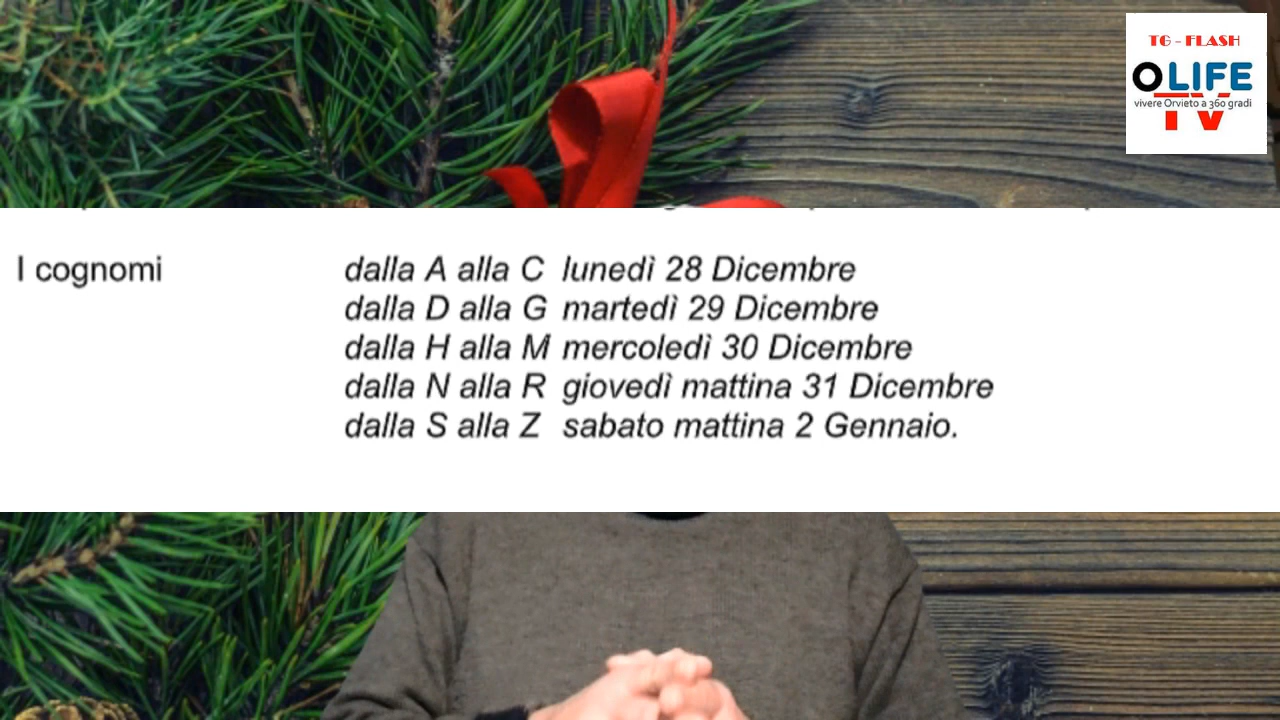 TG - FLASH
OLIFE
TV
vivere Orvieto a 360 gradi
I cognomi dalla A alla C lunedì 28 Dicembre
dalla D alla G martedì 29 Dicembre
dalla H alla M mercoledì 30 Dicembre
dalla N alla R giovedì mattina 31 Dicembre
dalla S alla Z sabato mattina 2 Gennaio.